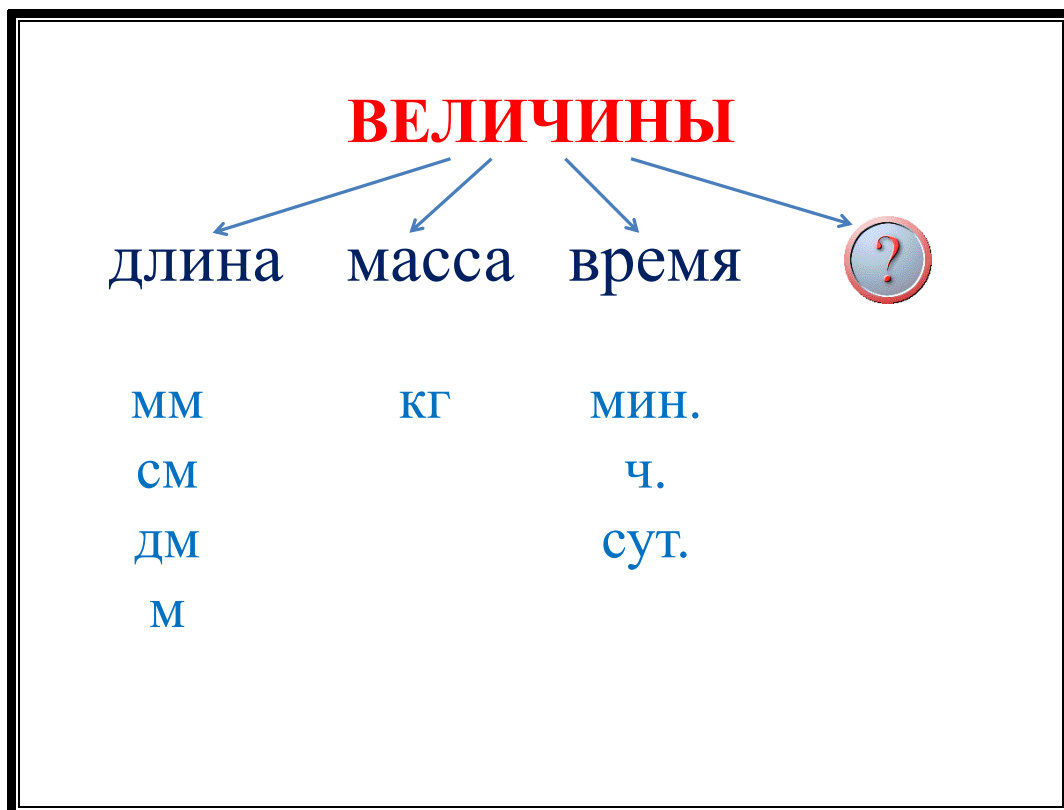 ВЕЛИЧИНЫ
длина масса время ?
мм кг мин.
см ч.
дм сут.
м